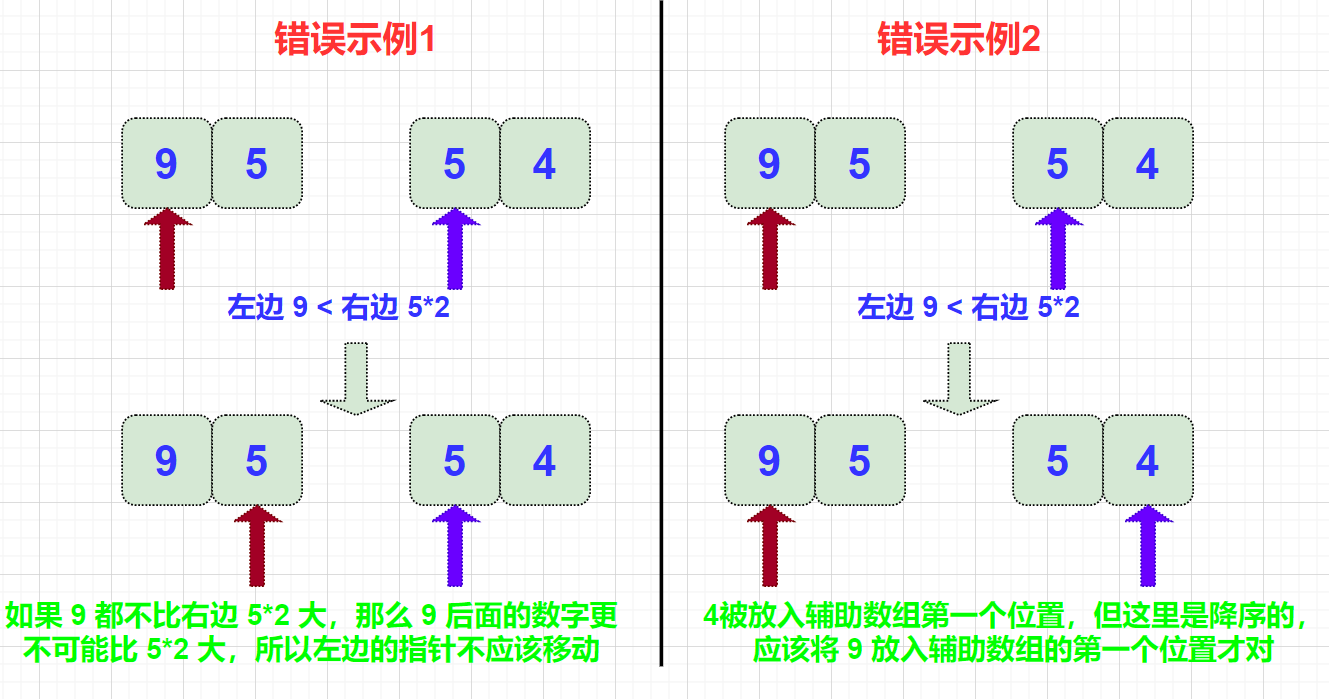 错误示例1
9 5 5 4
左边 9 < 右边 5*2
9 5 5 4
如果 9 都不比右边 5*2 大，那么 9 后面的数字更
不可能比 5*2 大，所以左边的指针不应该移动
错误示例2
9 5 5 4
左边 9 < 右边 5*2
9 5 5 4
4被放入辅助数组第一个位置，但这里是降序的，
应该将 9 放入辅助数组的第一个位置才对